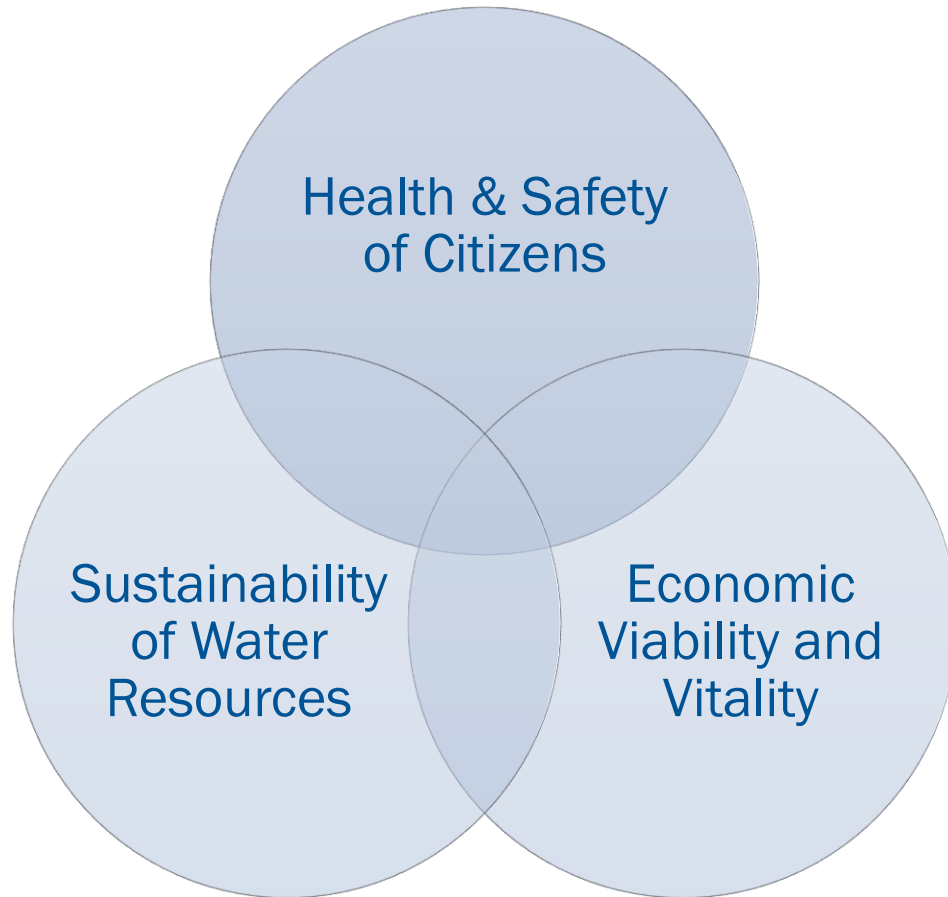 Health & Safety
of Citizens
Sustainability
of Water
Resources
Economic
Viability and
Vitality